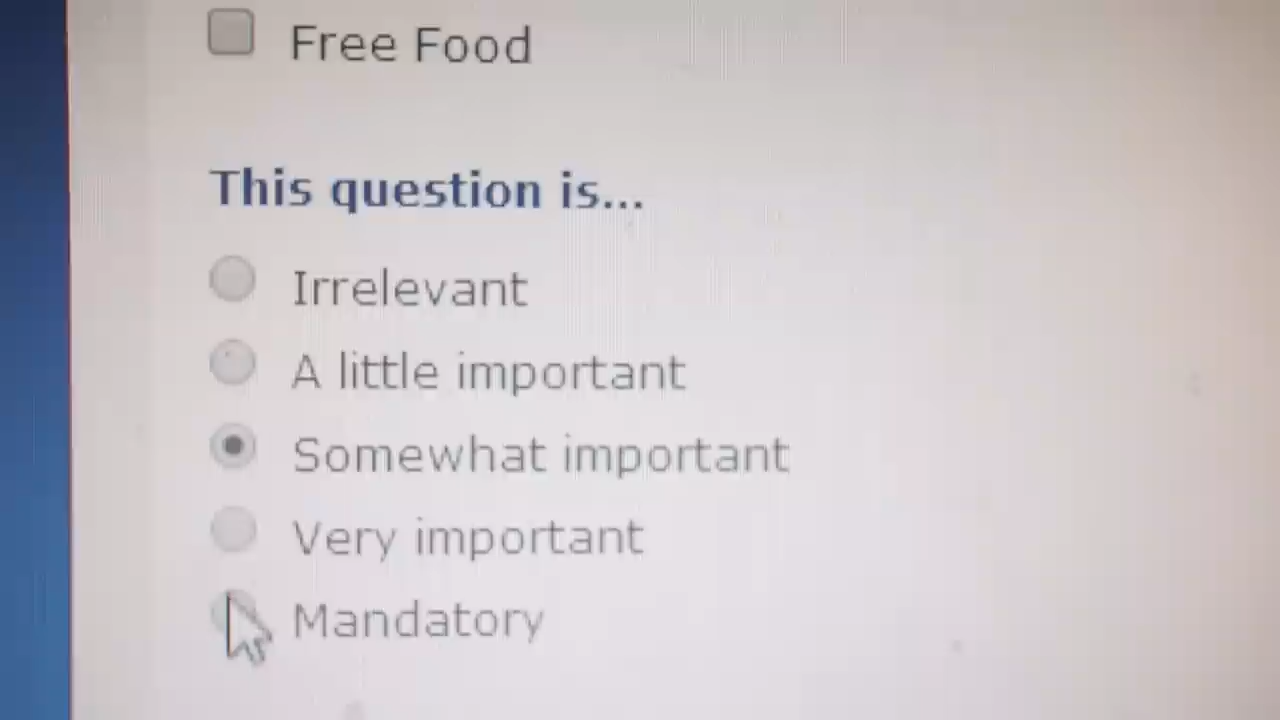 Free Food
This question is...
Irrelevant
A little important
Somewhat important
Very important
Mandatory